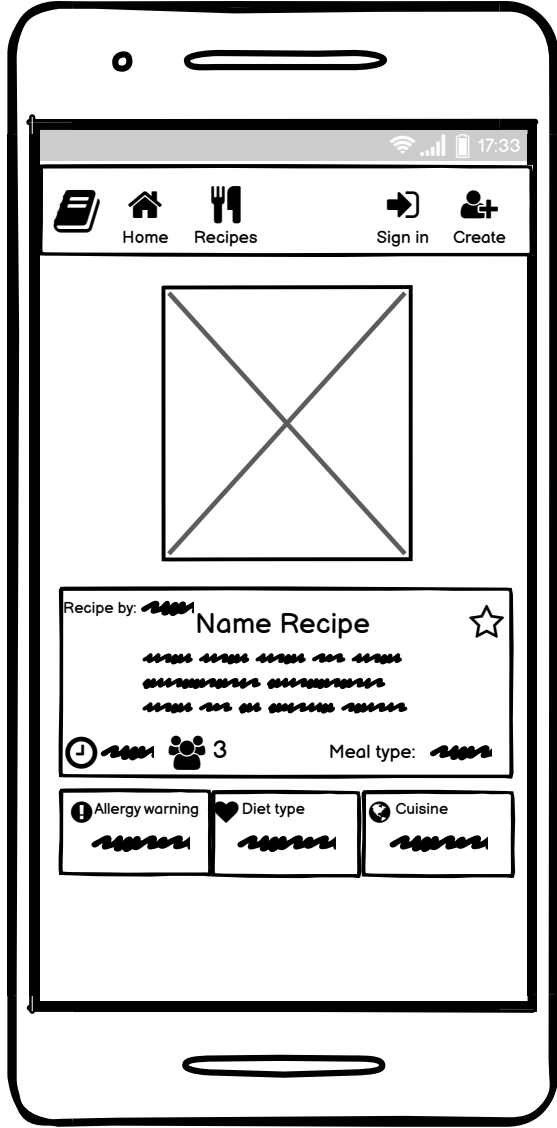 17:33
Home Recipes Sign in Create
Recipe by:
Name Recipe
3 Meal type:
Allergy warning Diet type Cuisine